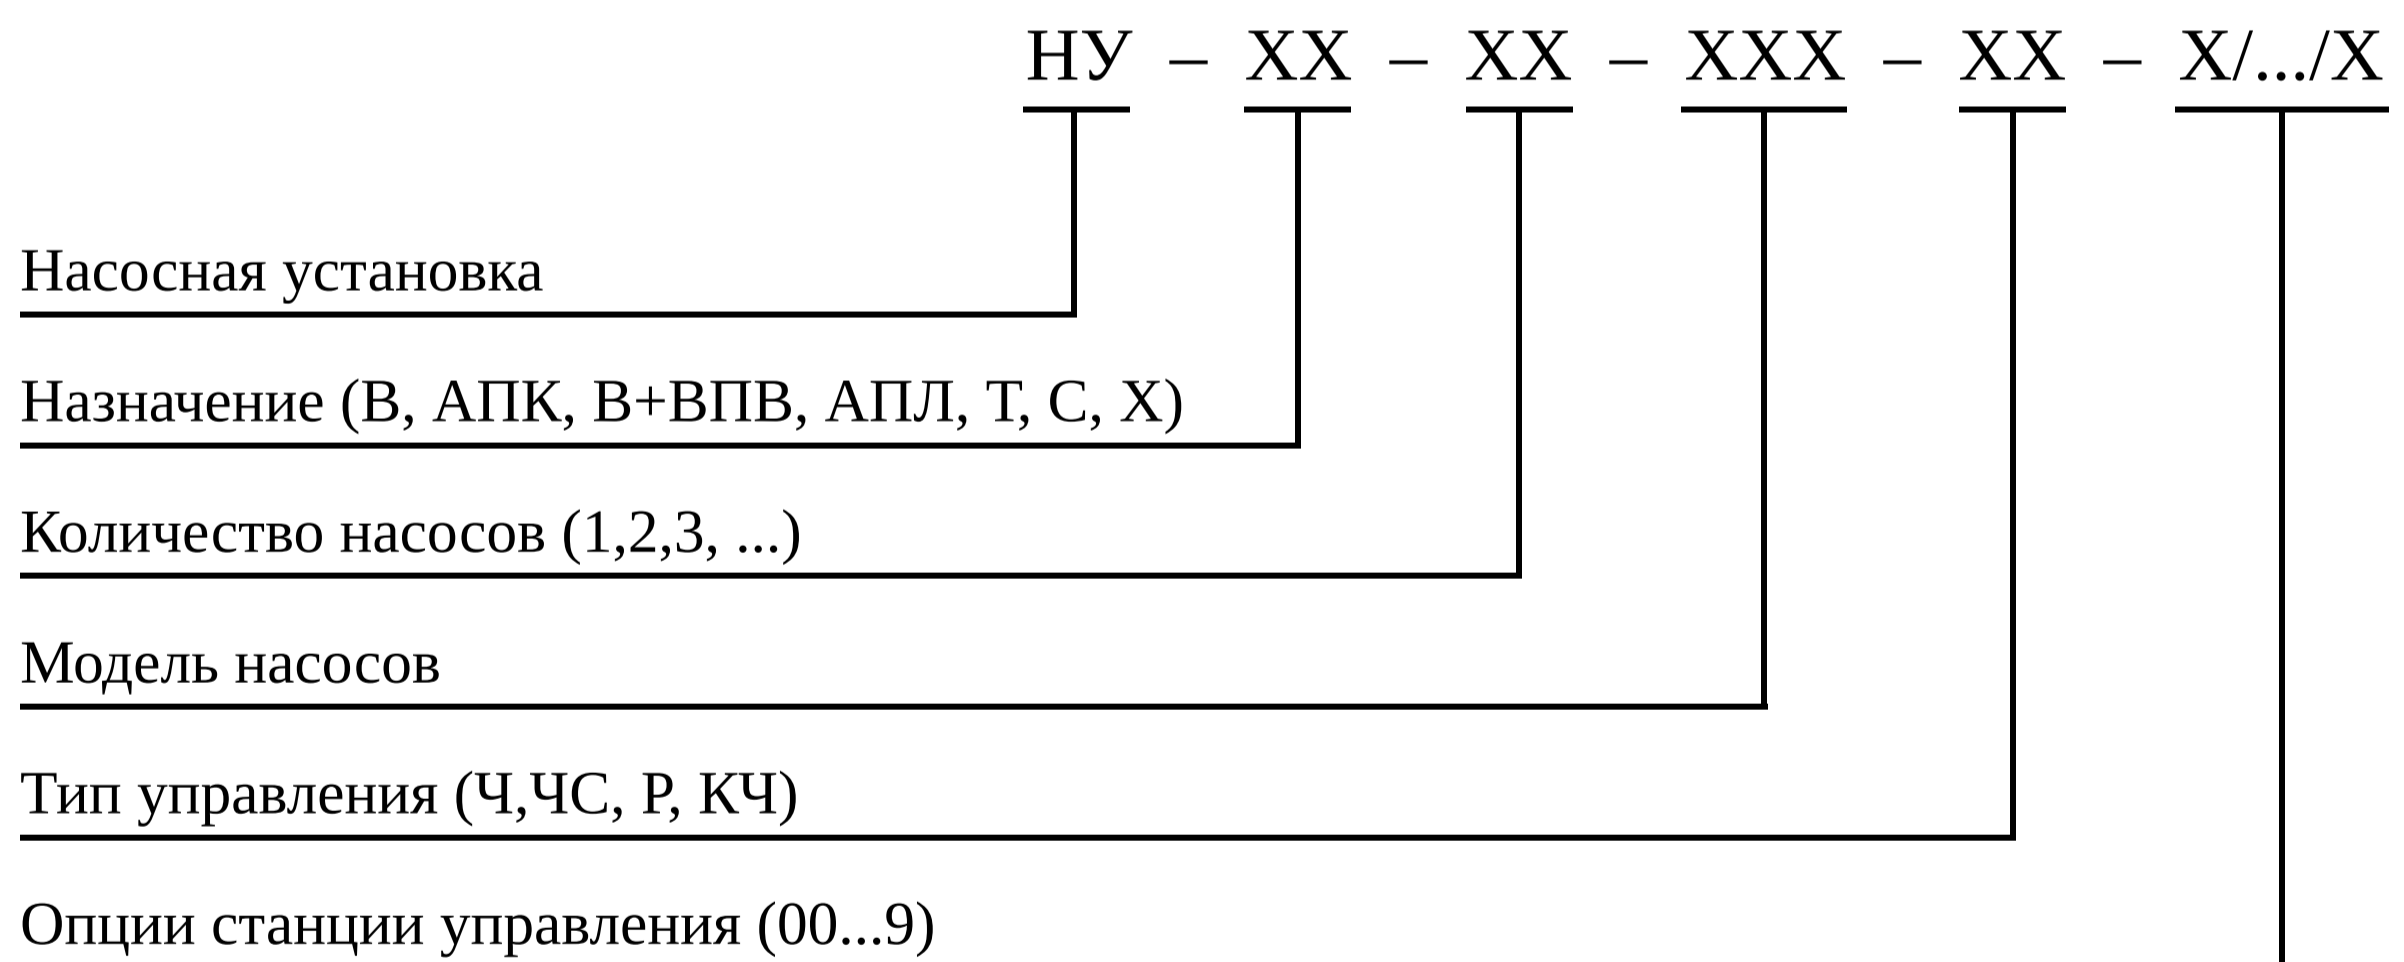 НУ – ХХ – ХХ – ХХХ – ХХ – Х/.../Х
Насосная установка
Назначение (В, АПК, В+ВПВ, АПЛ, Т, С, Х)
Количество насосов (1,2,3, ...)
Модель насосов
Тип управления (Ч,ЧС, Р, КЧ)
Опции станции управления (00...9)